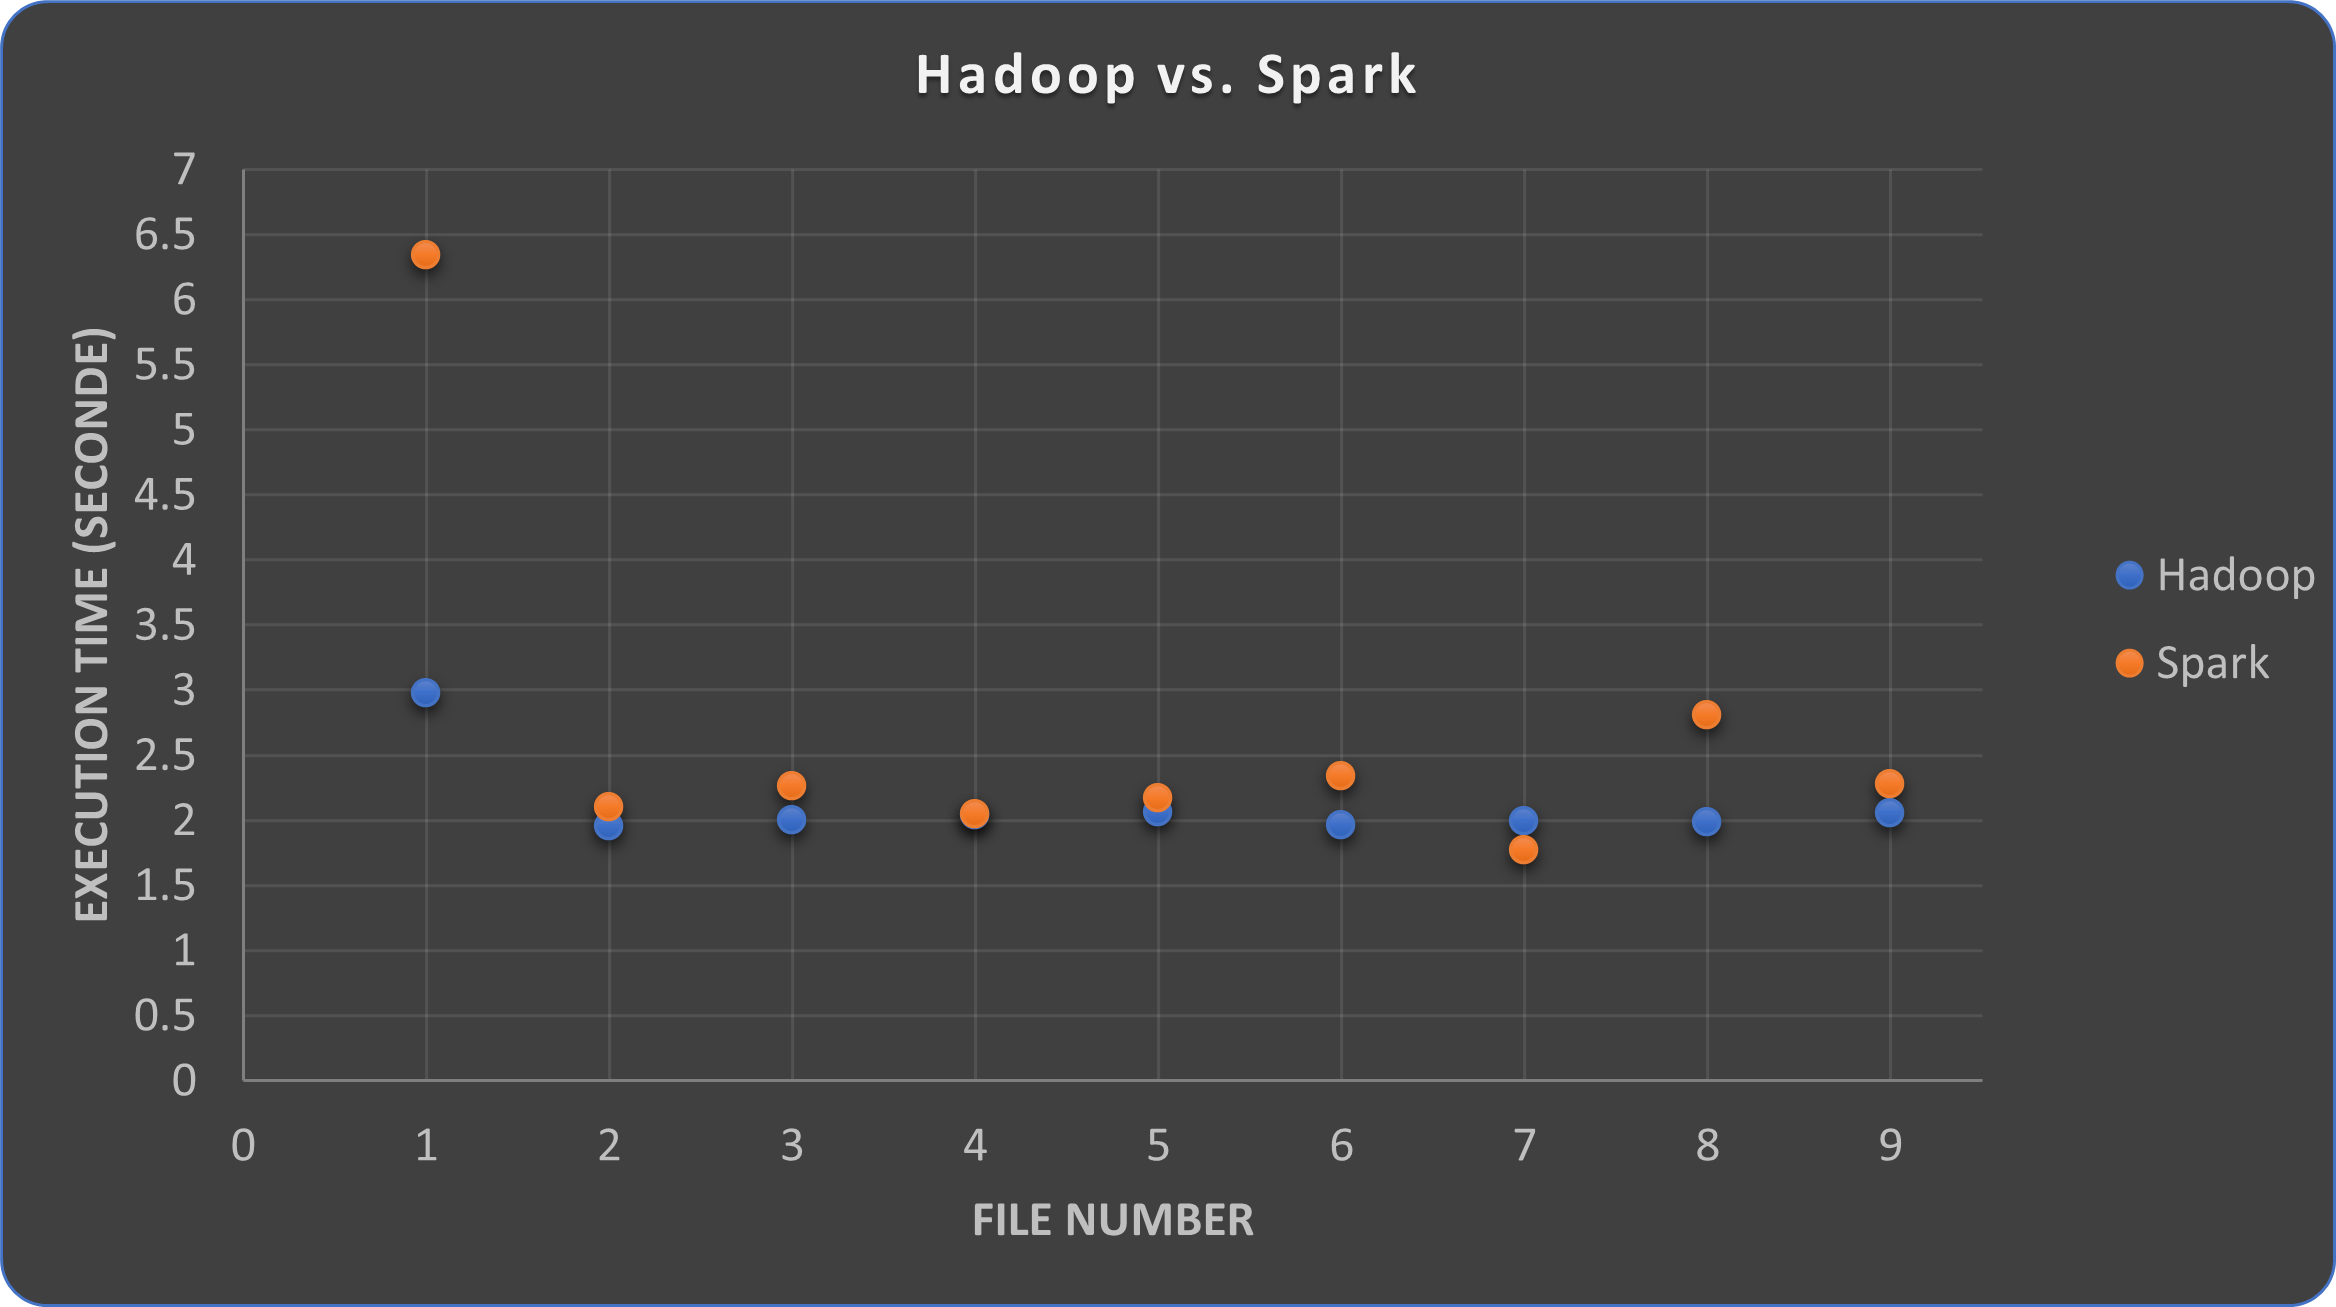 Hadoop vs. Spark
EXECUTION TIME (SECONDE)
7
6.5
6
5.5
5
4.5
4
3.5
3
2.5
2
1.5
1
0.5
0
0 1 2 3 4 5 6 7 8 9
FILE NUMBER
Hadoop
Spark